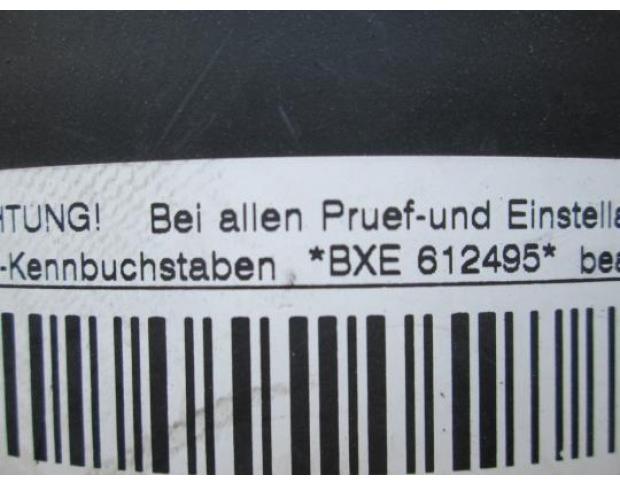 HTUNG! Bei allen Pruef-und Einstella
-Kennbuchstaben *BXE 612495* bea